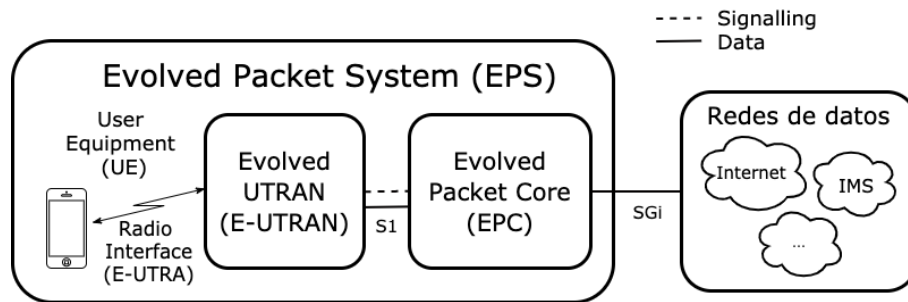 Signalling
Data
Evolved Packet System (EPS)
User
Equipment
(UE)
Radio
Interface
(E-UTRA)
Evolved
UTRAN
(E-UTRAN)
S1
Evolved
Packet Core
(EPC)
SGi
Redes de datos
Internet
IMS
...